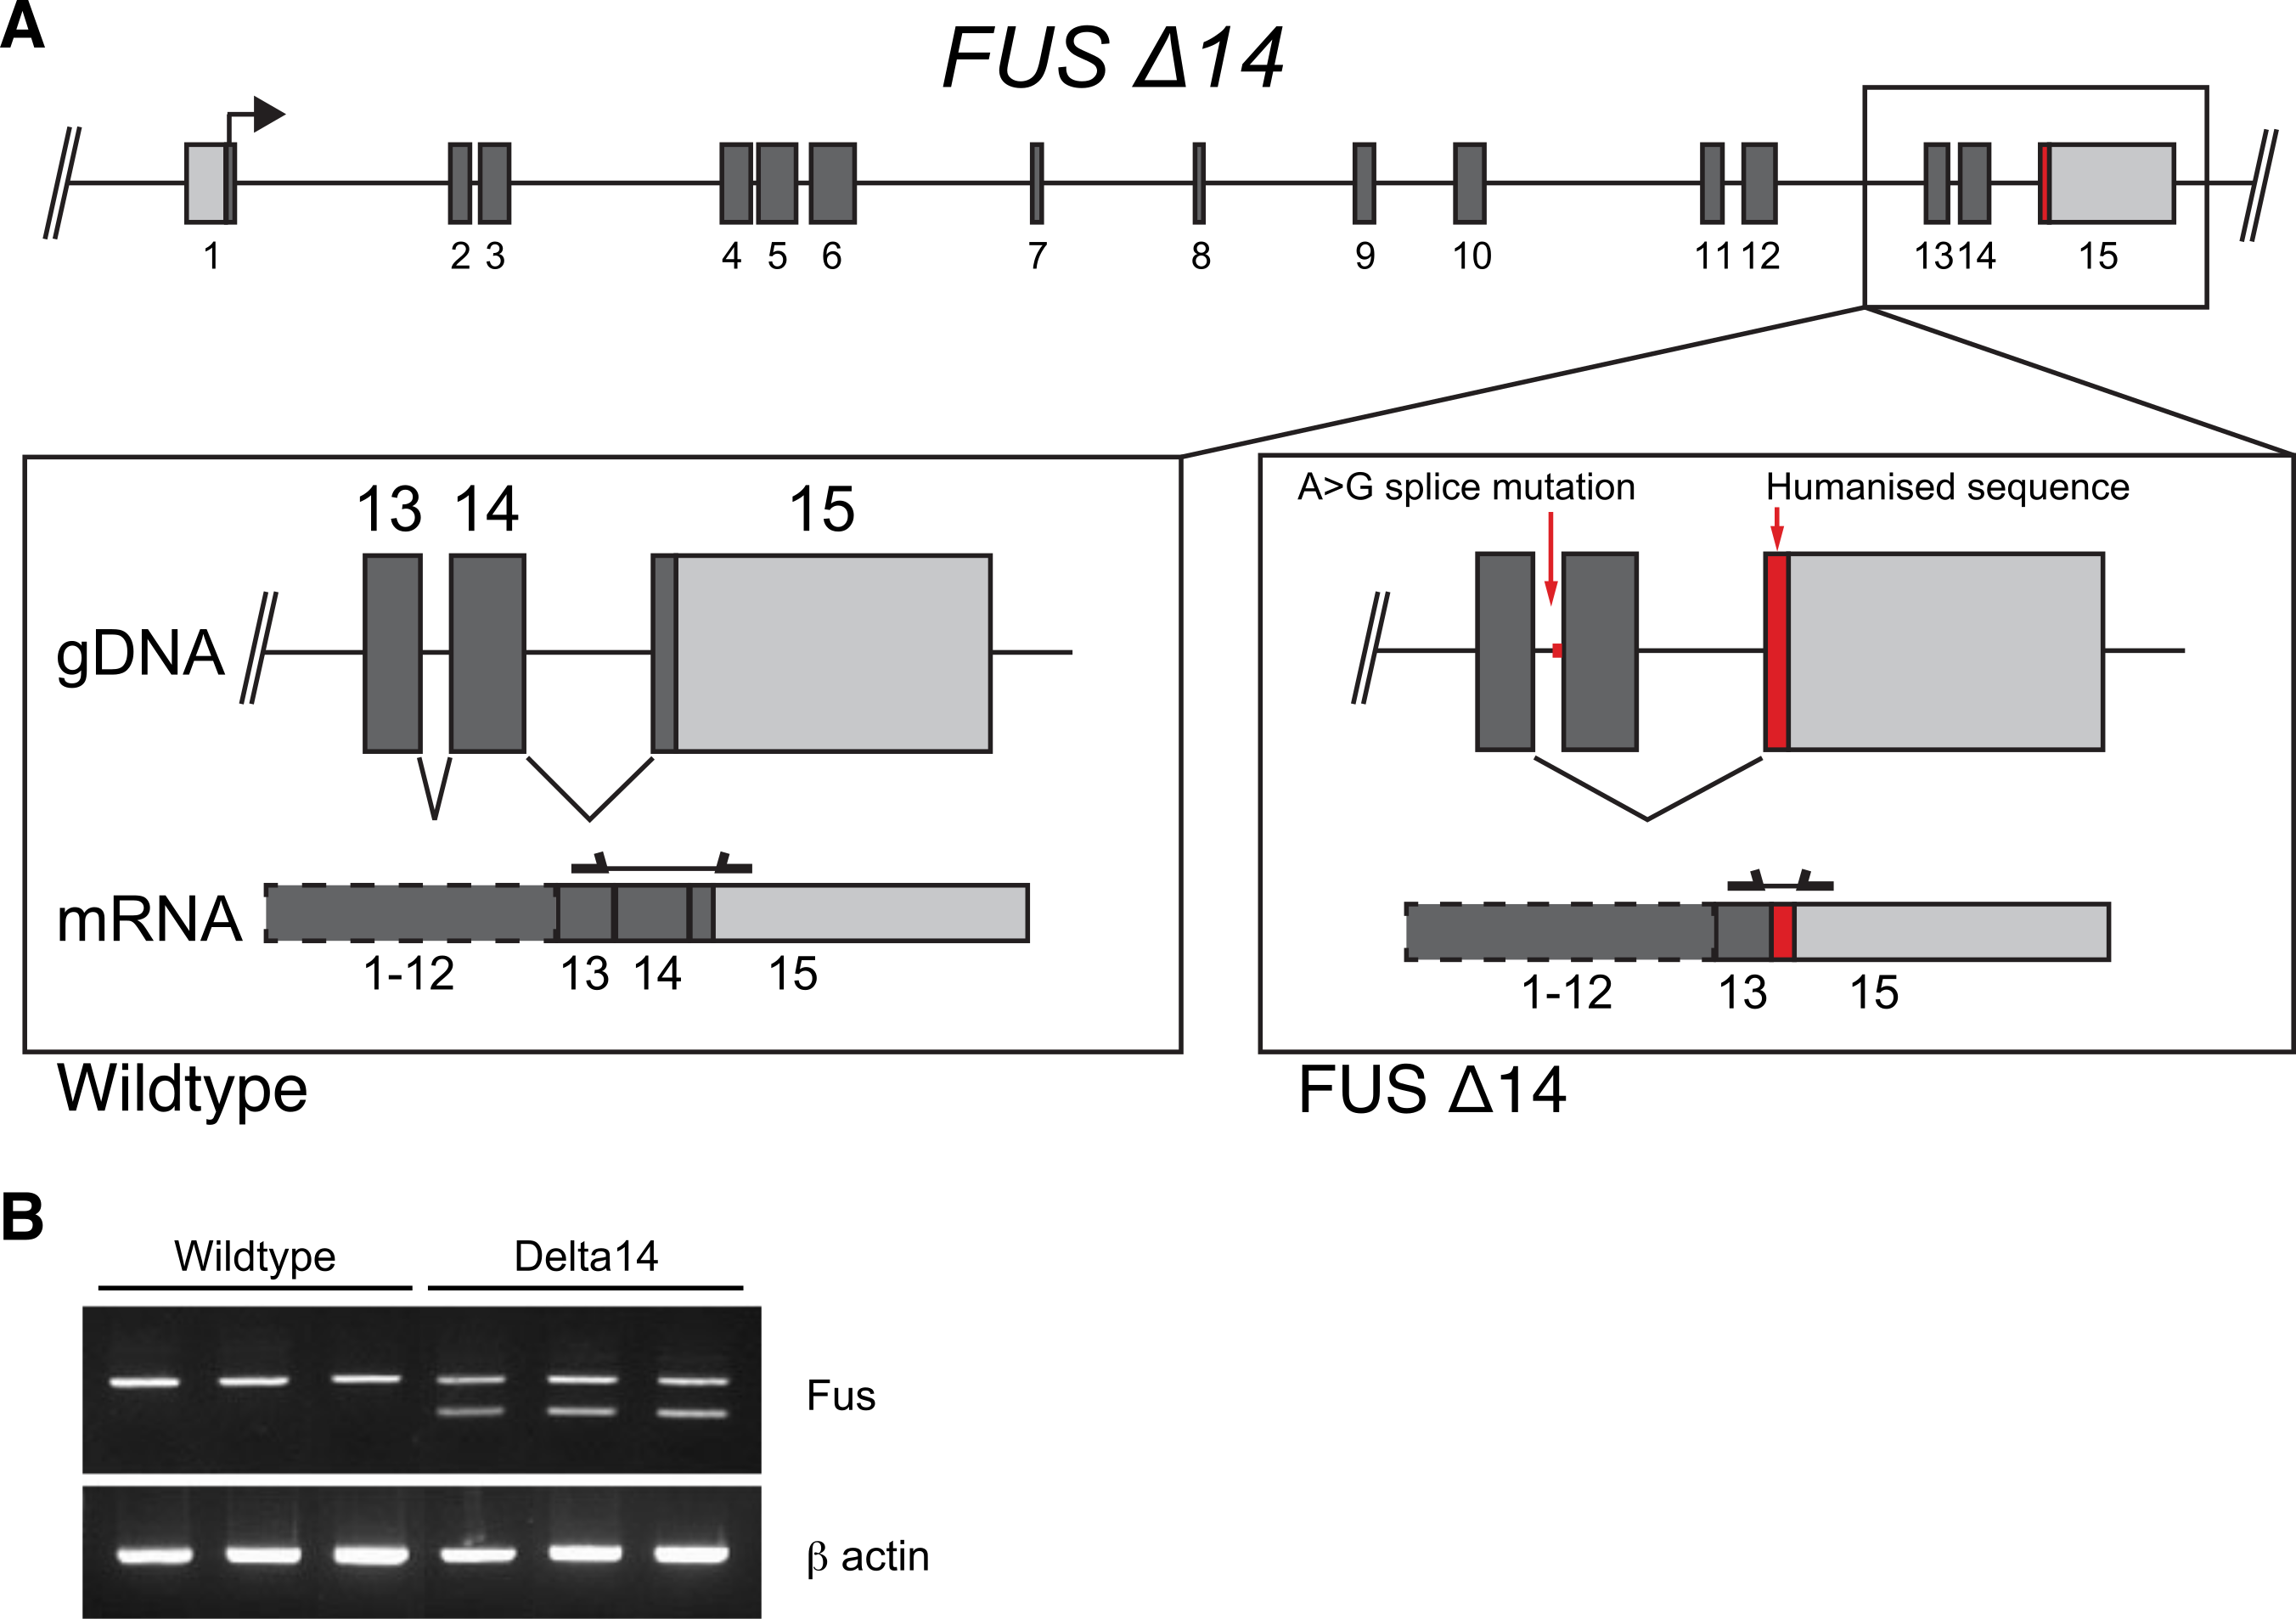 A
FUS Δ14
1 2 3 4 5 6 7 8 9 10 11 12 13 14 15
13 14 15
gDNA
mRNA
1-12 13 14 15
Wildtype
A>G splice mutation Humanised sequence
1-12 13 15
FUS Δ14
B
Wildtype Delta14
Fus
β actin